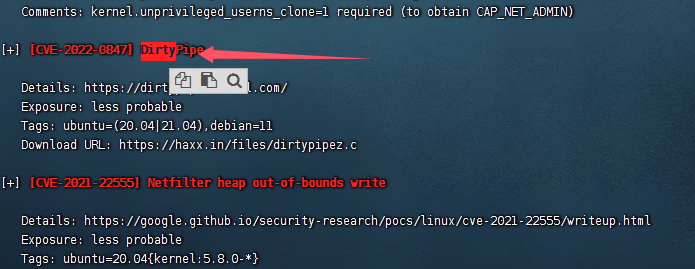 Comments: kernel.unprivileged_userns_clone=1 required (to obtain CAP_NET_ADMIN)
[+] [CVE-2022-0847] DirtyPipe
Details: https://dirty l.com/
Exposure: less probable
Tags: ubuntu=(20.04|21.04),debian=11
Download URL: https://haxx.in/files/dirtypipez.c
[+] [CVE-2021-22555] Netfilter heap out-of-bounds write
Details: https://google.github.io/security-research/pocs/linux/cve-2021-22555/writeup.html
Exposure: less probable
Tags: ubuntu=20.04{kernel:5.8.0-*}